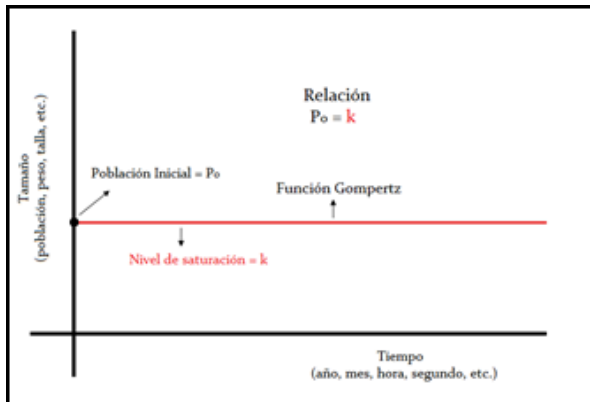 Relación
Po = k
Población Inicial = Po
Función Gompertz
Nivel de saturación = k
Tamaño
(población, peso, talla, etc.)
Tiempo
(año, mes, hora, segundo, etc.)